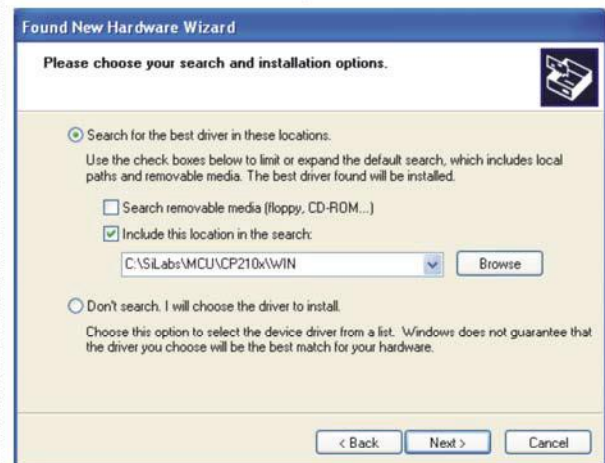 Found New Hardware Wizard
Please choose your search and installation options.
Search for the best driver in these locations.
Use the check boxes below to limit or expand the default search, which includes local
paths and removable media. The best driver found will be installed.
Search removable media (floppy, CD-ROM...)
Include this location in the search:
C:\SiLabs\MCU\CP210x\WIN
Browse
Don't search. I will choose the driver to install.
Choose this option to select the device driver from a list. Windows does not guarantee that
the driver you choose will be the best match for your hardware.
< Back
Next >
Cancel